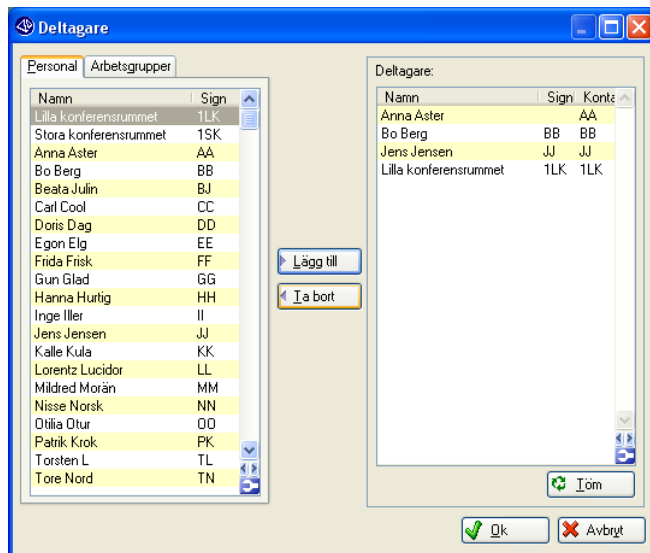 Deltagare
Personal Arbetsgrupper
Namn Sign
Lilla konferensrummet 1LK
Stora konferensrummet 1SK
Anna Aster AA
Bo Berg BB
Beata Julin BJ
Carl Cool CC
Doris Dag DD
Egon Elg EE
Frida Frisk FF
Gun Glad GG
Hanna Hurtig HH
Inge Iller II
Jens Jensen JJ
Kalle Kula KK
Lorentz Lucidor LL
Mildred Morän MM
Nisse Norsk NN
Otilia Otur OO
Patrik Krok PK
Torsten L TL
Tore Nord TN
Lägg till
Ta bort
Deltagare:
Namn Sign Konta
Anna Aster AA
Bo Berg BB BB
Jens Jensen JJ JJ
Lilla konferensrummet 1LK 1LK
Töm
Ok Avbryt